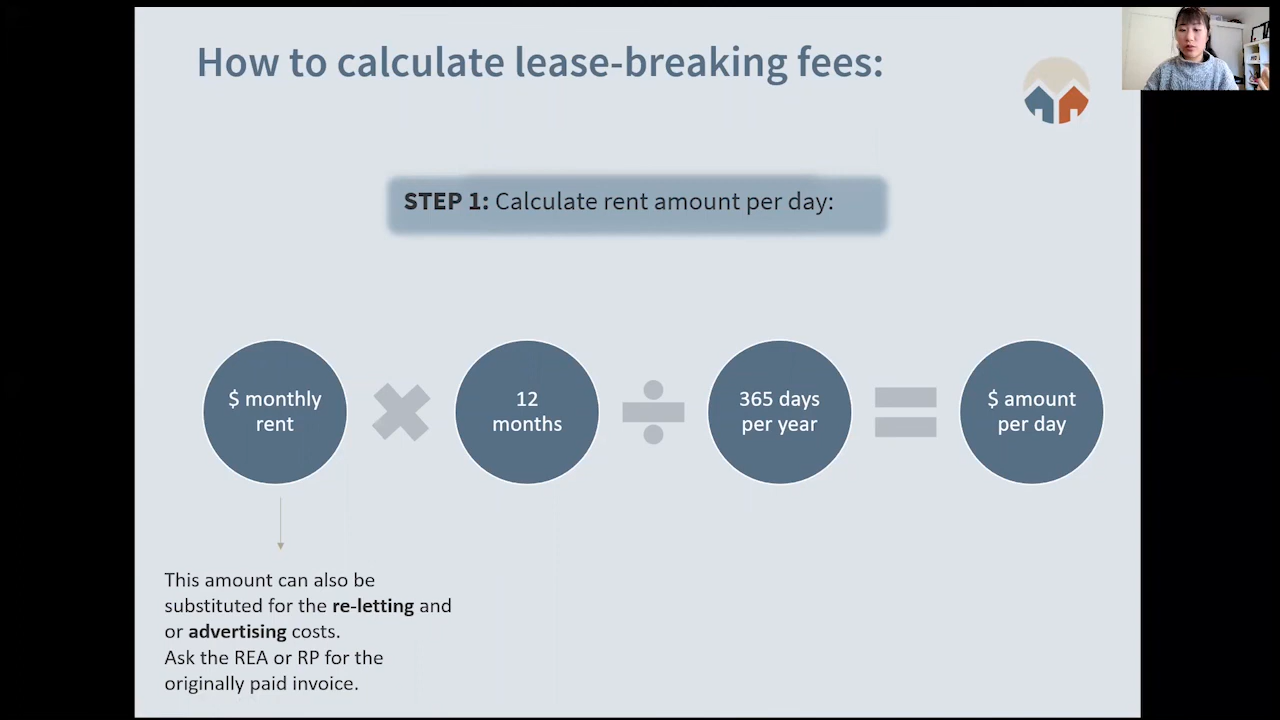 How to calculate lease-breaking fees:
STEP 1: Calculate rent amount per day:
$ monthly
rent
12
months
365 days
per year
$ amount
per day
This amount can also be
substituted for the re-letting and
or advertising costs.
Ask the REA or RP for the
originally paid invoice.